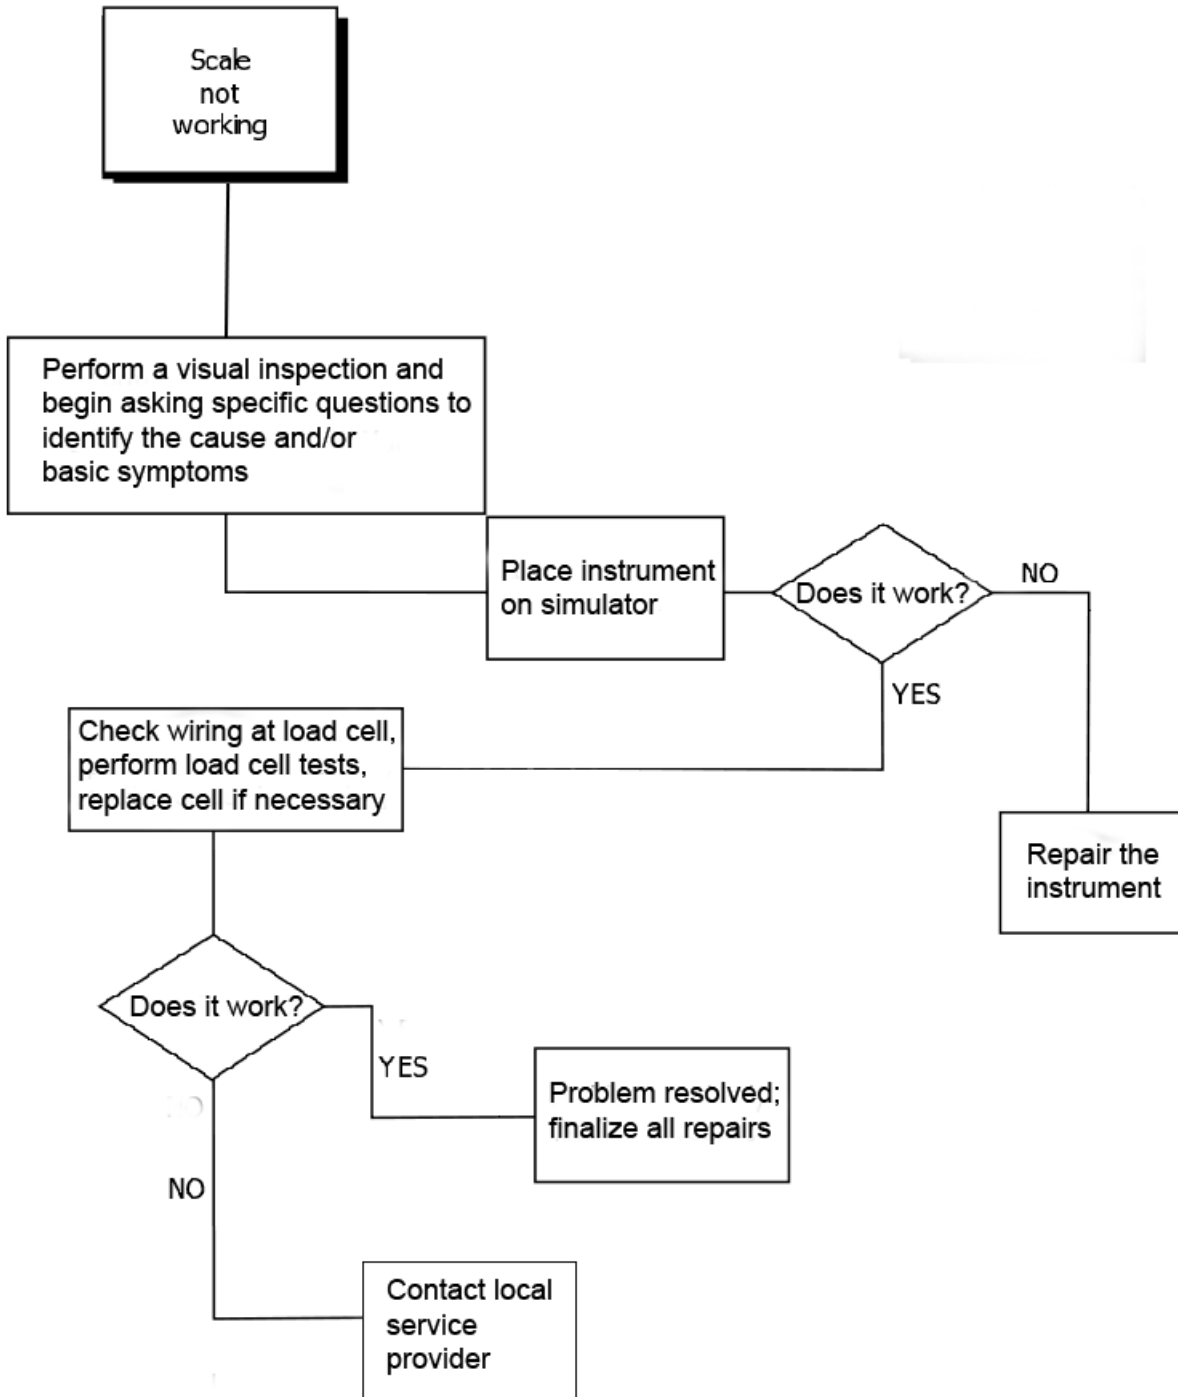 Scale
not
working
Perform a visual inspection and
begin asking specific questions to
identify the cause and/or
basic symptoms
Place instrument
on simulator
Does it work?
NO
YES
Check wiring at load cell,
perform load cell tests,
replace cell if necessary
Repair the
instrument
Does it work?
YES
Problem resolved;
finalize all repairs
NO
Contact local
service
provider